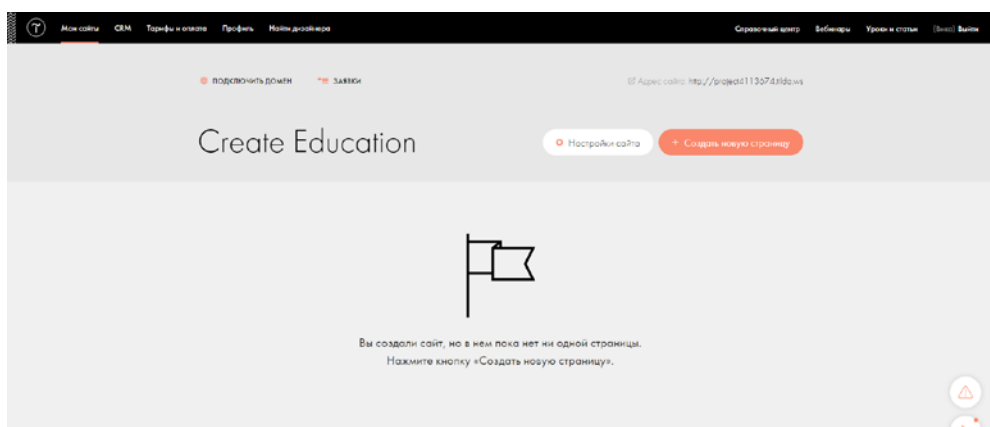 Мои сайты CRM Тарифы и оплата Профиль Найти дизайнера Справочный центр Вебинары Уроки и статьи Выйти
ПОДКЛЮЧИТЬ ДОМЕН ЗАЯВКИ Адрес сайта: http://project4113674.tilda.ws
Create Education Настройки сайта + Создать новую страницу
Вы создали сайт, но в нем пока нет ни одной страницы.
Нажмите кнопку «Создать новую страницу».